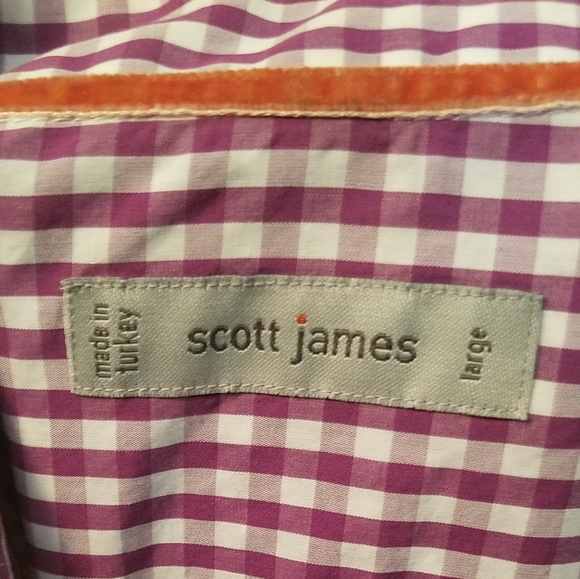 made in
turkey
scott james
large